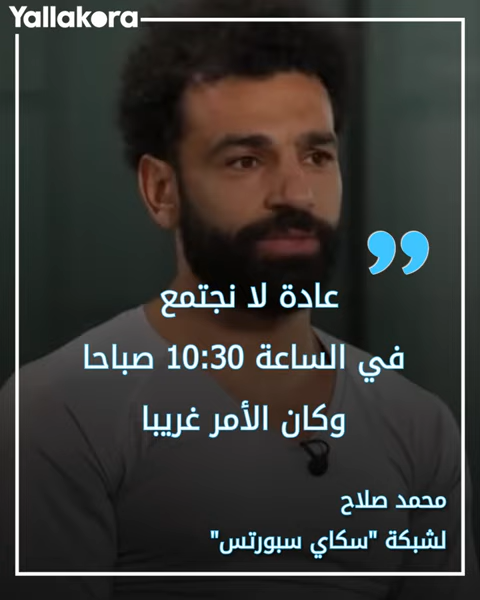 Yallakora
عادة لا نجتمع
في الساعة 10:30 صباحا
وكان الأمر غريبا
محمد صلاح
لشبكة "سكاي سبورتس"